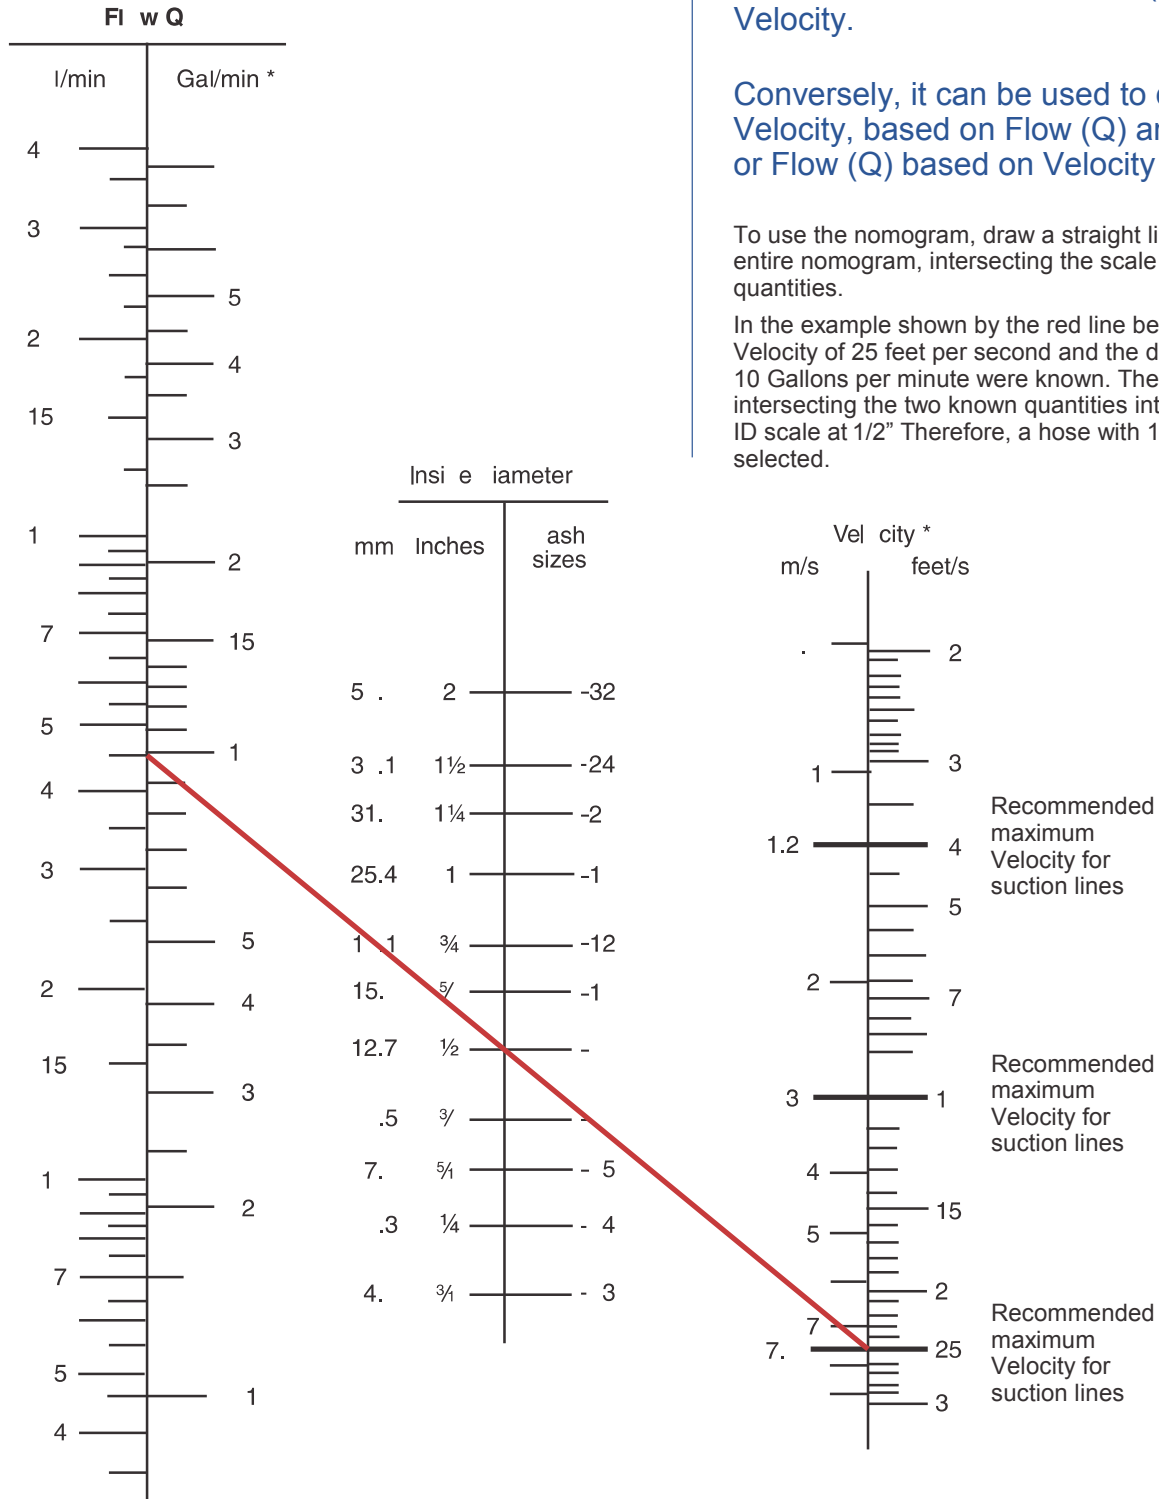 Fl w Q
l/min Gal/min *
4
3
5
2
4
15
3
1
2
7
15
5
1
4
3
5
2
4
15
3
1
2
7
5
1
4
Insi e iameter
mm Inches ash
sizes
5 . 2 -32
3 .1 1½ -24
31. 1¼ -2
25.4 1 -1
1 .1 ¾ -12
15. 5/ -1
12.7 ½ -
.5 3/ -
7. 5/1 - 5
.3 ¼ - 4
4. 3/1 - 3
Velocity.
Conversely, it can be used to
Velocity, based on Flow (Q)
or Flow (Q) based on Velocity
To use the nomogram, draw a straight
entire nomogram, intersecting the scale
quantities.
In the example shown by the red line
Velocity of 25 feet per second and the
10 Gallons per minute were known. The
intersecting the two known quantities
ID scale at 1/2” Therefore, a hose with 1
selected.
Vel city *
m/s feet/s
. 2
1 3
1.2 4
Recommended
maximum
Velocity for
suction lines
5
2 7
3 1
Recommended
maximum
Velocity for
suction lines
4
15
5
2
7
7. 25
3
Recommended
maximum
Velocity for
suction lines